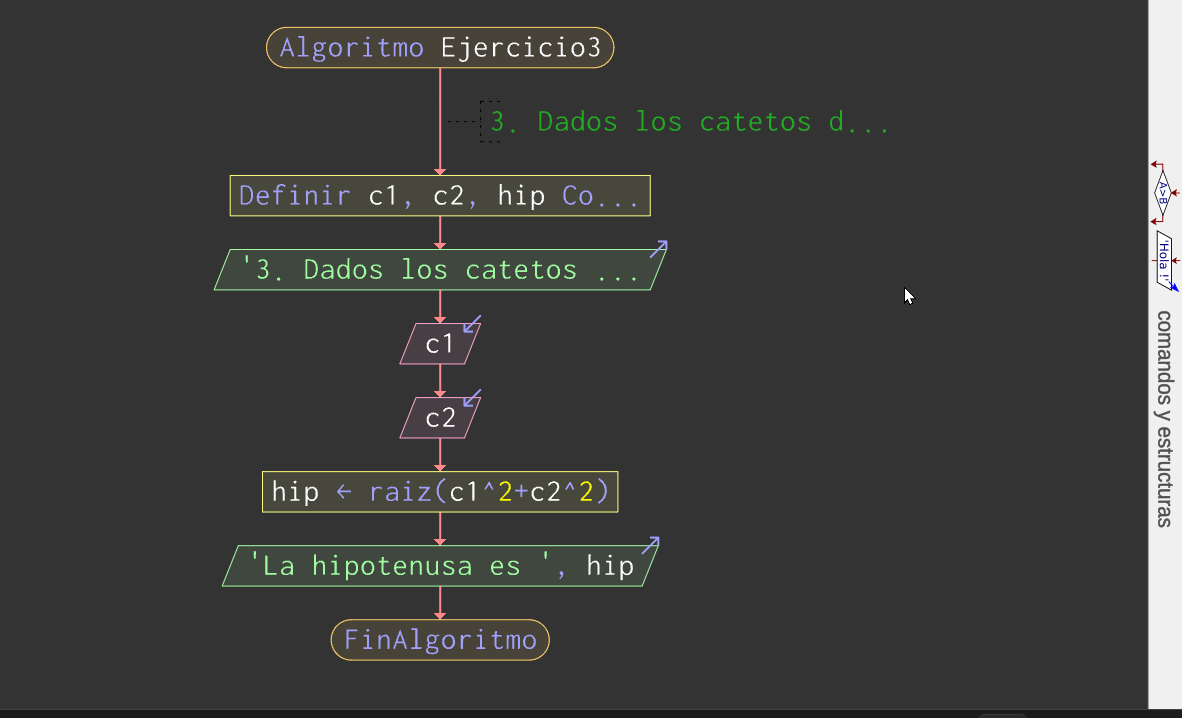 Algoritmo Ejercicio3
3. Dados los catetos d...
Definir c1, c2, hip Co...
'3. Dados los catetos ...
c1
c2
hip ← raiz(c1^2+c2^2)
'La hipotenusa es ', hip
FinAlgoritmo
A>B
'Hola !'
comandos y estructuras